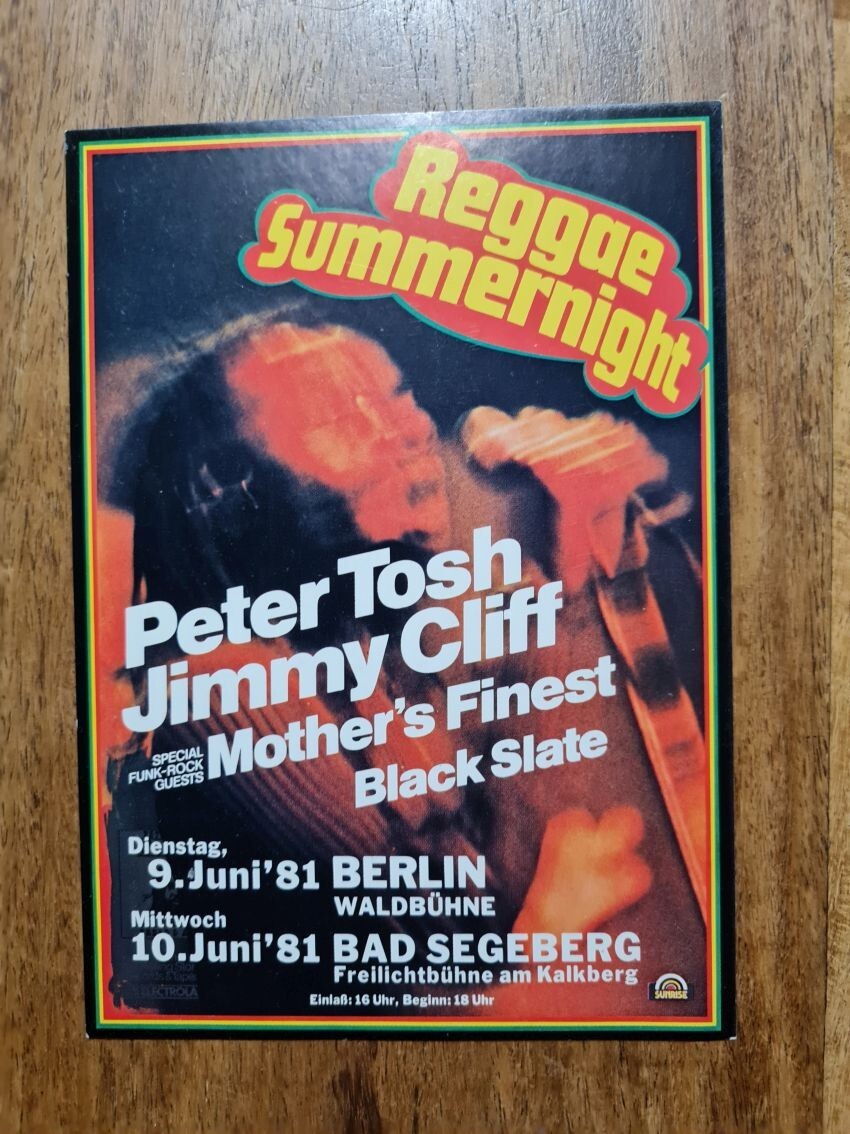 Reggae
Summernight
Peter Tosh
Jimmy Cliff
SPECIAL
FUNK-ROCK
GUESTS
Mother's Finest
Black Slate
Dienstag,
9.Juni'81 BERLIN
WALDBÜHNE
Mittwoch
10.Juni'81 BAD SEGEBERG
Freilichtbühne am Kalkberg
Einlaß: 16 Uhr, Beginn: 18 Uhr
SUNRISE
ELECTROLA